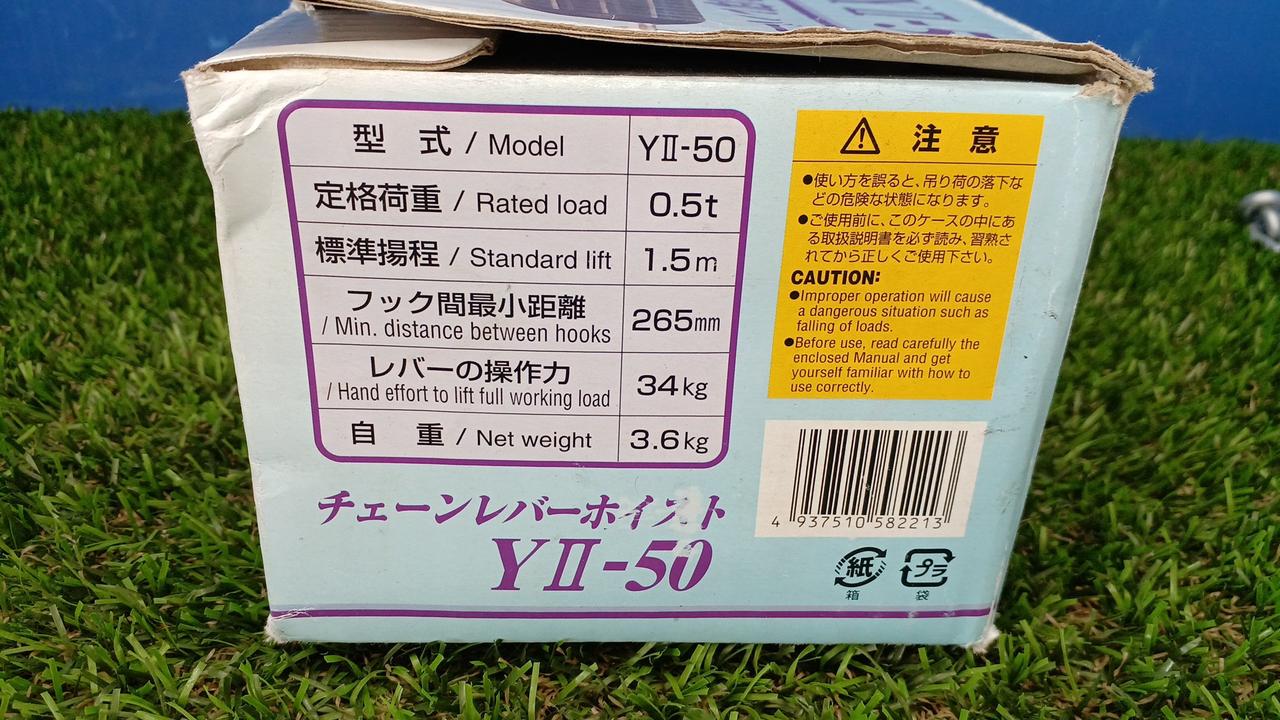 型 式 / Model YⅡ-50
定格荷重 / Rated load 0.5t
標準揚程 / Standard lift 1.5m
フック間最小距離
/ Min. distance between hooks 265mm
レバーの操作力
/ Hand effort to lift full working load 34kg
自 重 / Net weight 3.6kg
チェーンレバーホイスト
YⅡ-50
⚠ 注 意
●使い方を誤ると、吊り荷の落下な
どの危険な状態になります。
●ご使用前に、このケースの中にあ
る取扱説明書を必ず読み、習熟さ
れてから正しくご使用下さい。
CAUTION:
●Improper operation will cause
a dangerous situation such as
falling of loads.
●Before use, read carefully the
enclosed Manual and get
yourself familiar with how to
use correctly.
4 937510 582213
紙 プラ
箱 袋